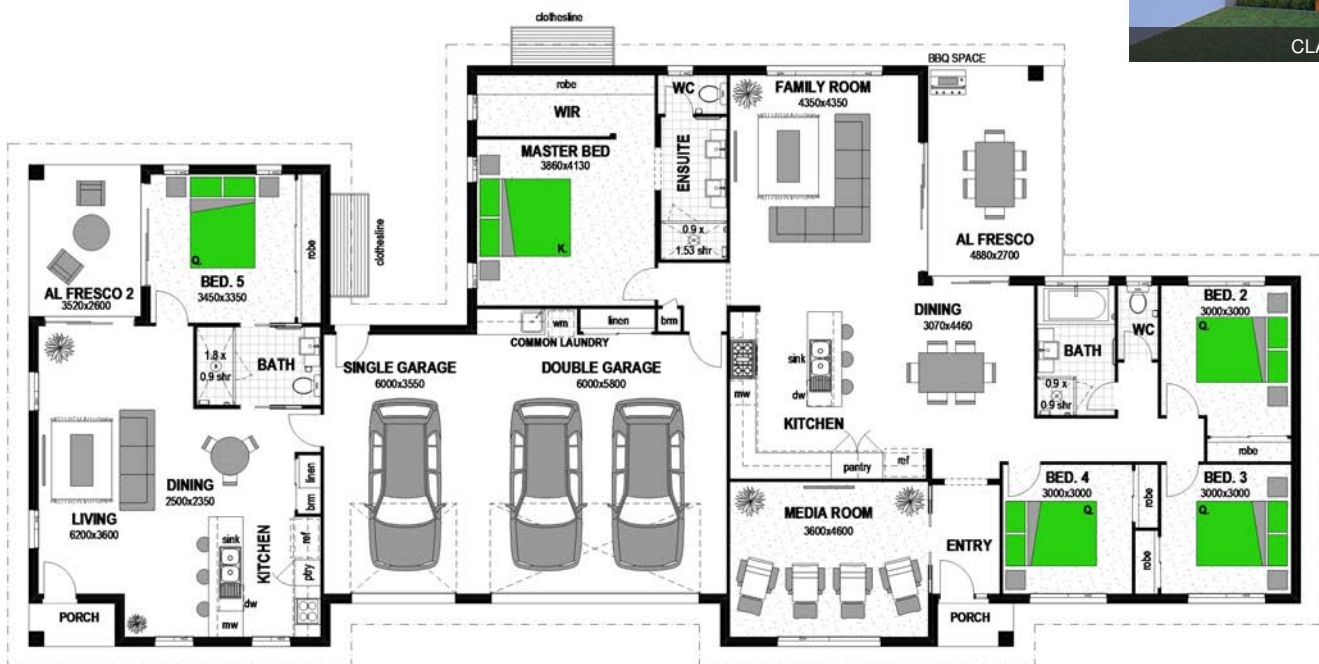 clothesline
CLA
BBQ SPACE
robe
WIR
WC
FAMILY ROOM
4350x4350
MASTER BED
3860x4130
ENSUITE
K.
0.9 x
1.53 shr
AL FRESCO
4880x2700
clothesline
Q.
robe
BED. 5
3450x3350
AL FRESCO 2
3520x2600
1.8 x
0.9 shr
BATH
SINGLE GARAGE
6000x3550
wm
linen
brm
COMMON LAUNDRY
DOUBLE GARAGE
6000x5800
DINING
3070x4460
sink
dw
mw
KITCHEN
pantry
ref
BATH
0.9 x
0.9 shr
WC
BED. 2
3000x3000
Q.
robe
LIVING
6200x3600
DINING
2500x2350
linen
brm
sink
KITCHEN
ref
ptry
dw
mw
PORCH
MEDIA ROOM
3600x4600
ENTRY
PORCH
BED. 4
3000x3000
Q.
robe
robe
BED. 3
3000x3000
Q.